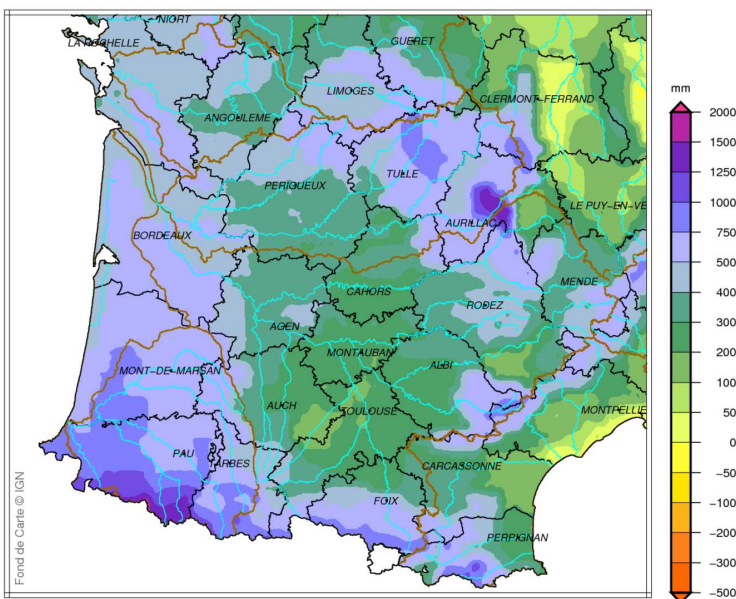 NIORT
LA ROCHELLE
GUERET
mm
LIMOGES
CLERMONT-FERRAND
2000
ANGOULEME
1500
1250
TULLE
PERIGUEUX
1000
LE PUY-EN-VE
750
AURILLAC
BORDEAUX
500
MENDE
400
CAHORS
RODEZ
300
AGEN
MONTAUBAN
ALBI
200
MONT-DE-MARSAN
100
AUCH
TOULOUSE
MONTPELLIE
0
PAU
TARBES
CARCASSONNE
-50
FOIX
-100
PERPIGNAN
-200
-300
-500
Fond de Carte © IGN